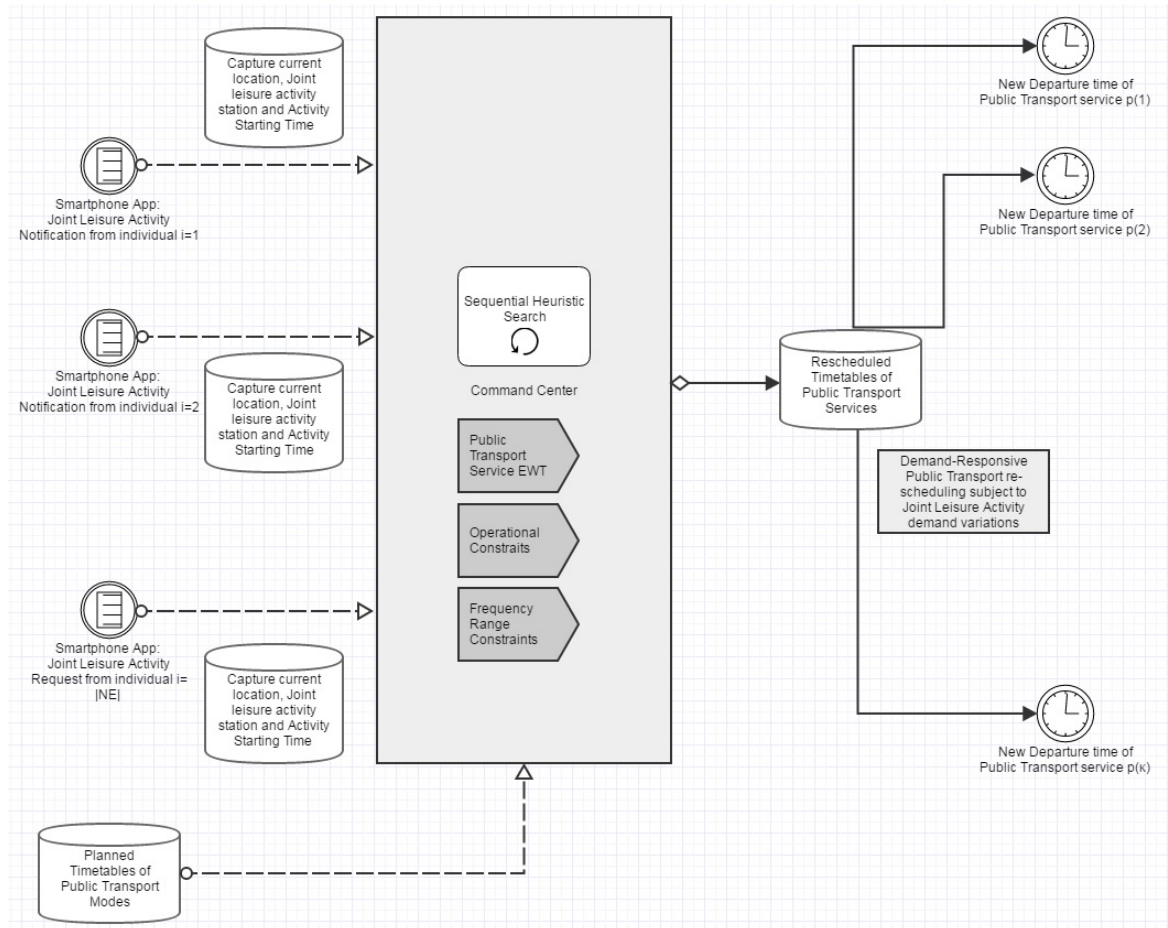 Capture current
location, Joint
leisure activity
station and Activity
Starting Time
Smartphone App:
Joint Leisure Activity
Notification from individual i=1
Smartphone App:
Joint Leisure Activity
Notification from individual i=2
Capture current
location, Joint
leisure activity
station and Activity
Starting Time
Smartphone App:
Joint Leisure Activity
Request from individual i=
|NE|
Capture current
location, Joint
leisure activity
station and Activity
Starting Time
Planned
Timetables of
Public Transport
Modes
Sequential Heuristic
Search
Command Center
Public
Transport
Service EWT
Operational
Constraits
Frequency
Range
Constraints
Rescheduled
Timetables of
Public Transport
Services
Demand-Responsive
Public Transport re-
scheduling subject to
Joint Leisure Activity
demand variations
New Departure time of
Public Transport service p(1)
New Departure time of
Public Transport service p(2)
New Departure time of
Public Transport service p(κ)